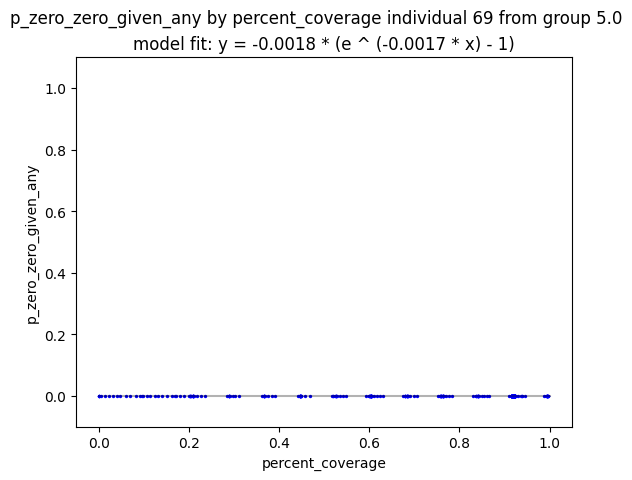 p_zero_zero_given_any by percent_coverage individual 69 from group 5.0
model fit: y = -0.0018 * (e ^ (-0.0017 * x) - 1)
1.0
0.8
0.6
0.4
0.2
0.0
p_zero_zero_given_any
0.0 0.2 0.4 0.6 0.8 1.0
percent_coverage